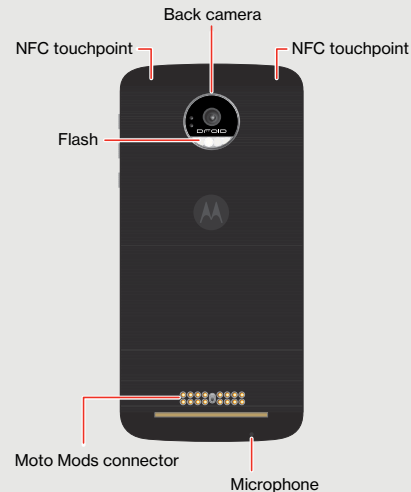 Back camera
NFC touchpoint
NFC touchpoint
DROID
Flash
Moto Mods connector
Microphone